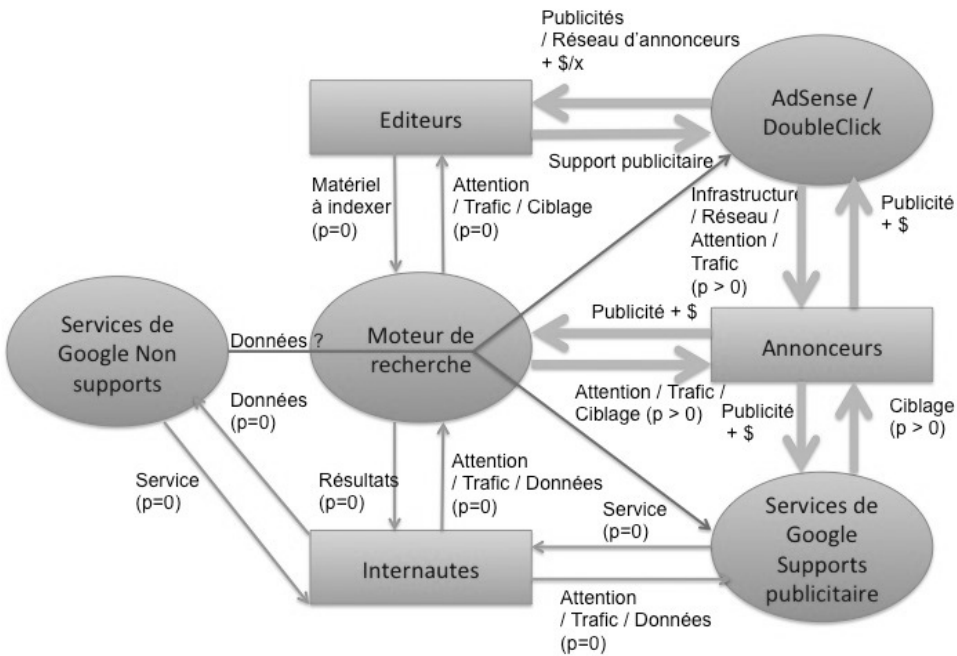 Publicités
/ Réseau d'annonceurs
+ $/x
AdSense /
DoubleClick
Editeurs
Support publicitaire
Matériel
à indexer
(p=0)
Attention
/ Trafic / Ciblage
(p=0)
Infrastructure
/ Réseau /
Attention /
Trafic
(p > 0)
Publicité
+ $
Services de
Google Non
supports
Données ?
Moteur de
recherche
Publicité + $
Annonceurs
Attention / Trafic /
Ciblage (p > 0)
Publicité
+ $
Ciblage
(p > 0)
Données
(p=0)
Service
(p=0)
Résultats
(p=0)
Attention
/ Trafic / Données
(p=0)
Service
(p=0)
Services de
Google
Supports
publicitaire
Internautes
Attention
/ Trafic / Données
(p=0)